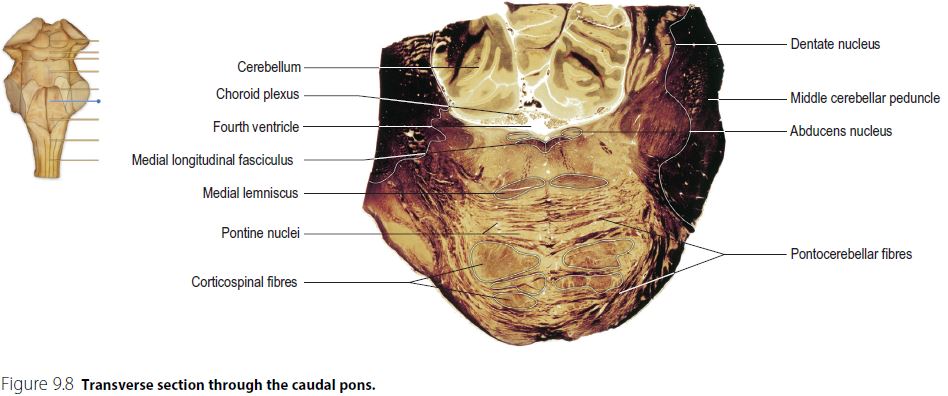 Cerebellum
Choroid plexus
Fourth ventricle
Medial longitudinal fasciculus
Medial lemniscus
Pontine nuclei
Corticospinal fibres
Dentate nucleus
Middle cerebellar peduncle
Abducens nucleus
Pontocerebellar fibres
Figure 9.8 Transverse section through the caudal pons.